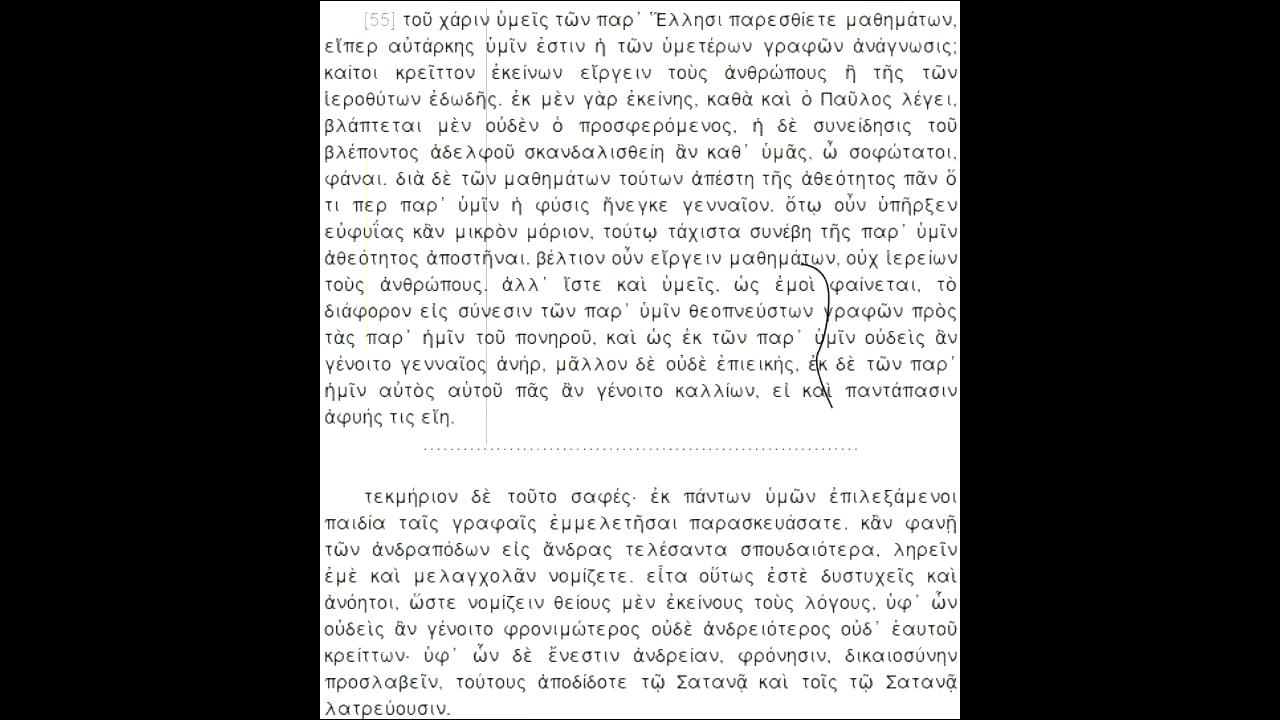 [55] τοῦ χάριν ὑμεῖς τῶν παρ’ Ἕλλησι παρεσθίετε μαθημάτων,
εἴπερ αὐτάρκης ὑμῖν ἐστιν ἡ τῶν ὑμετέρων γραφῶν ἀνάγνωσις;
καίτοι κρεῖττον ἐκείνων εἴργειν τοὺς ἀνθρώπους ἢ τῆς τῶν
ἱεροθύτων ἐδωδῆς. ἐκ μὲν γὰρ ἐκείνης, καθὰ καὶ ὁ Παῦλος λέγει,
βλάπτεται μὲν οὐδὲν ὁ προσφερόμενος, ἡ δὲ συνείδησις τοῦ
βλέποντος ἀδελφοῦ σκανδαλισθείη ἂν καθ’ ὑμᾶς, ὦ σοφώτατοι,
φάναι. διὰ δὲ τῶν μαθημάτων τούτων ἀπέστη τῆς ἀθεότητος πᾶν ὅ
τι περ παρ’ ὑμῖν ἡ φύσις ἤνεγκε γενναῖον. ὅτῳ οὖν ὑπῆρξεν
εὐφυΐας κἂν μικρὸν μόριον, τούτῳ τάχιστα συνέβη τῆς παρ’ ὑμῖν
ἀθεότητος ἀποστῆναι. βέλτιον οὖν εἴργειν μαθημάτων, οὐχ ἱερείων
τοὺς ἀνθρώπους. ἀλλ’ ἴστε καὶ ὑμεῖς, ὡς ἐμοὶ φαίνεται, τὸ
διάφορον εἰς σύνεσιν τῶν παρ’ ὑμῖν θεοπνεύστων γραφῶν πρὸς
τὰς παρ’ ἡμῖν τοῦ πονηροῦ, καὶ ὡς ἐκ τῶν παρ’ ὑμῖν οὐδεὶς ἂν
γένοιτο γενναῖος ἀνήρ, μᾶλλον δὲ οὐδὲ ἐπιεικής, ἐκ δὲ τῶν παρ’
ἡμῖν αὐτὸς αὑτοῦ πᾶς ἂν γένοιτο καλλίων, εἰ καὶ παντάπασιν
ἀφυής τις εἴη.
τεκμήριον δὲ τοῦτο σαφές· ἐκ πάντων ὑμῶν ἐπιλεξάμενοι
παιδία ταῖς γραφαῖς ἐμμελετῆσαι παρασκευάσατε. κἂν φανῇ
τῶν ἀνδραπόδων εἰς ἄνδρας τελέσαντα σπουδαιότερα, ληρεῖν
ἐμὲ καὶ μελαγχολᾶν νομίζετε. εἶτα οὕτως ἐστὲ δυστυχεῖς καὶ
ἀνόητοι, ὥστε νομίζειν θείους μὲν ἐκείνους τοὺς λόγους, ὑφ’ ὧν
οὐδεὶς ἂν γένοιτο φρονιμώτερος οὐδὲ ἀνδρειότερος οὐδ’ ἑαυτοῦ
κρείττων· ὑφ’ ὧν δὲ ἔνεστιν ἀνδρείαν, φρόνησιν, δικαιοσύνην
προσλαβεῖν, τούτους ἀποδίδοτε τῷ Σατανᾷ καὶ τοῖς τῷ Σατανᾷ
λατρεύουσιν.